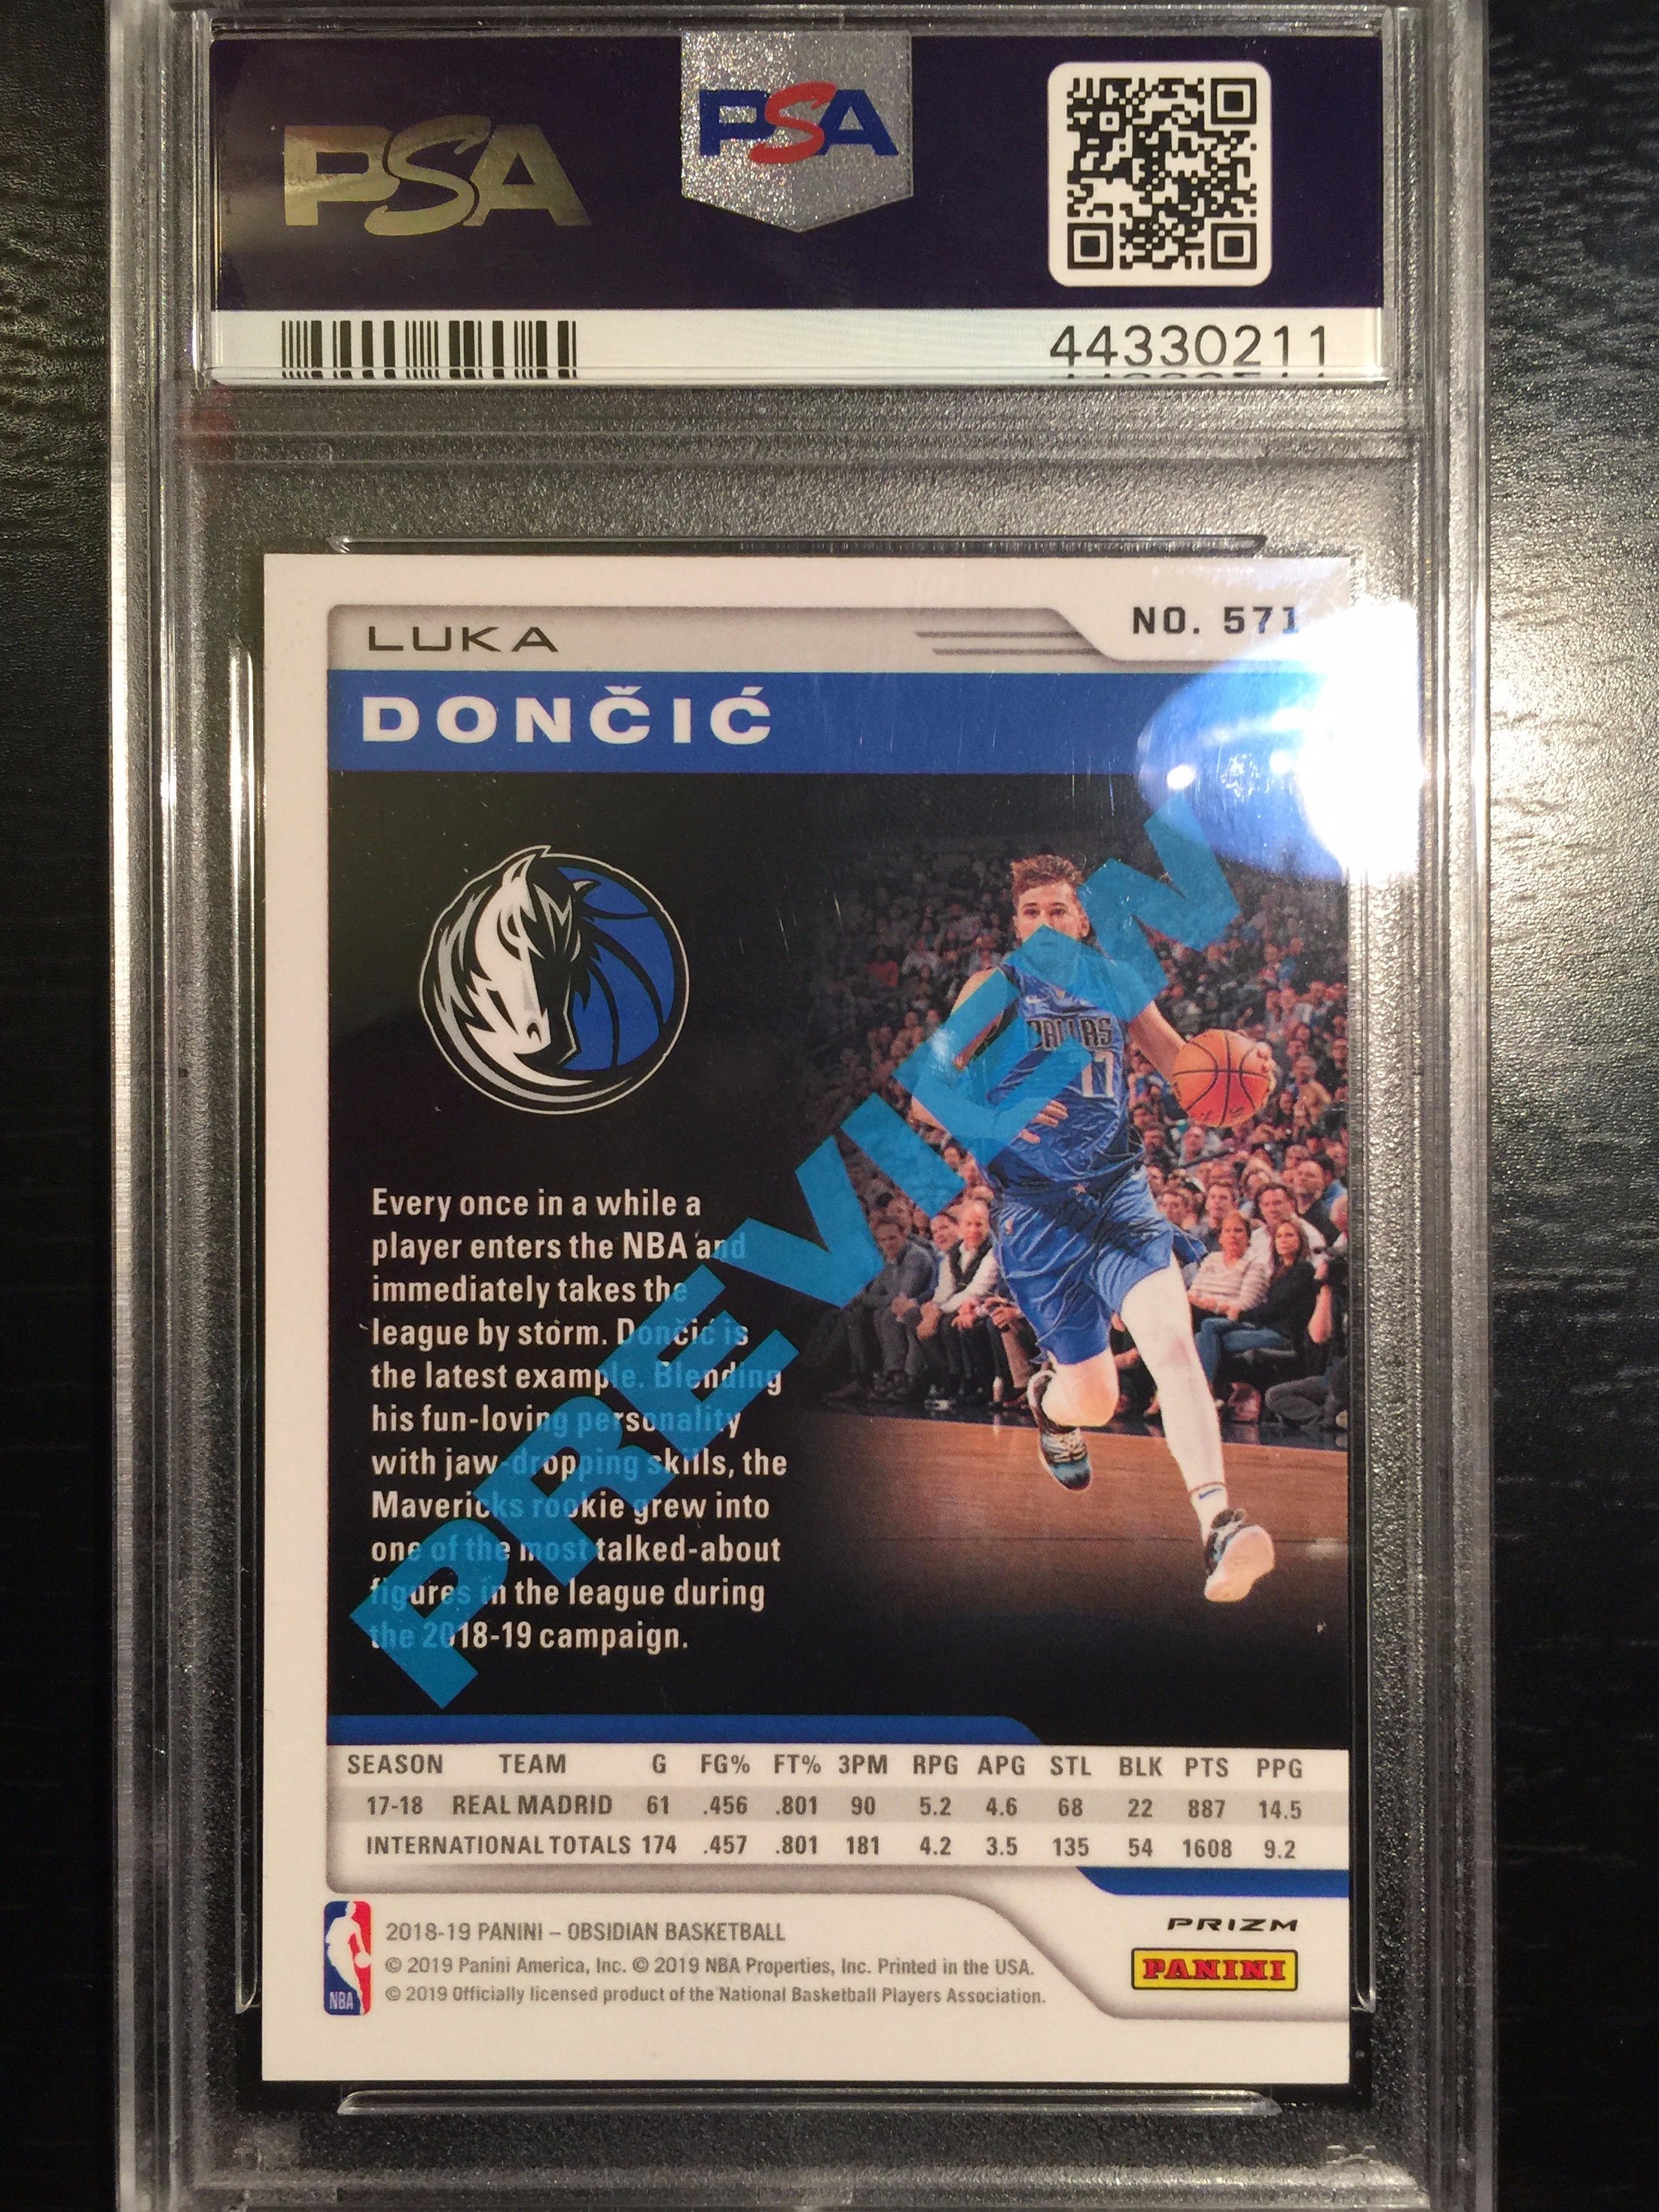 PSA
PSA
44330211
LUKA
NO. 571
DONČIĆ
PREVIEW
DALLAS
Every once in a while a
player enters the NBA and
immediately takes the
league by storm. Dončić is
the latest example. Blending
his fun-loving personality
with jaw-dropping skills, the
Mavericks rookie grew into
one of the most talked-about
figures in the league during
the 2018-19 campaign.
SEASON TEAM G FG% FT% 3PM RPG APG STL BLK PTS PPG
17-18 REAL MADRID 61 .456 .801 90 5.2 4.6 68 22 887 14.5
INTERNATIONAL TOTALS 174 .457 .801 181 4.2 3.5 135 54 1608 9.2
2018-19 PANINI – OBSIDIAN BASKETBALL
PRIZM
© 2019 Panini America, Inc. © 2019 NBA Properties, Inc. Printed in the USA.
PANINI
© 2019 Officially licensed product of the National Basketball Players Association.
NBA